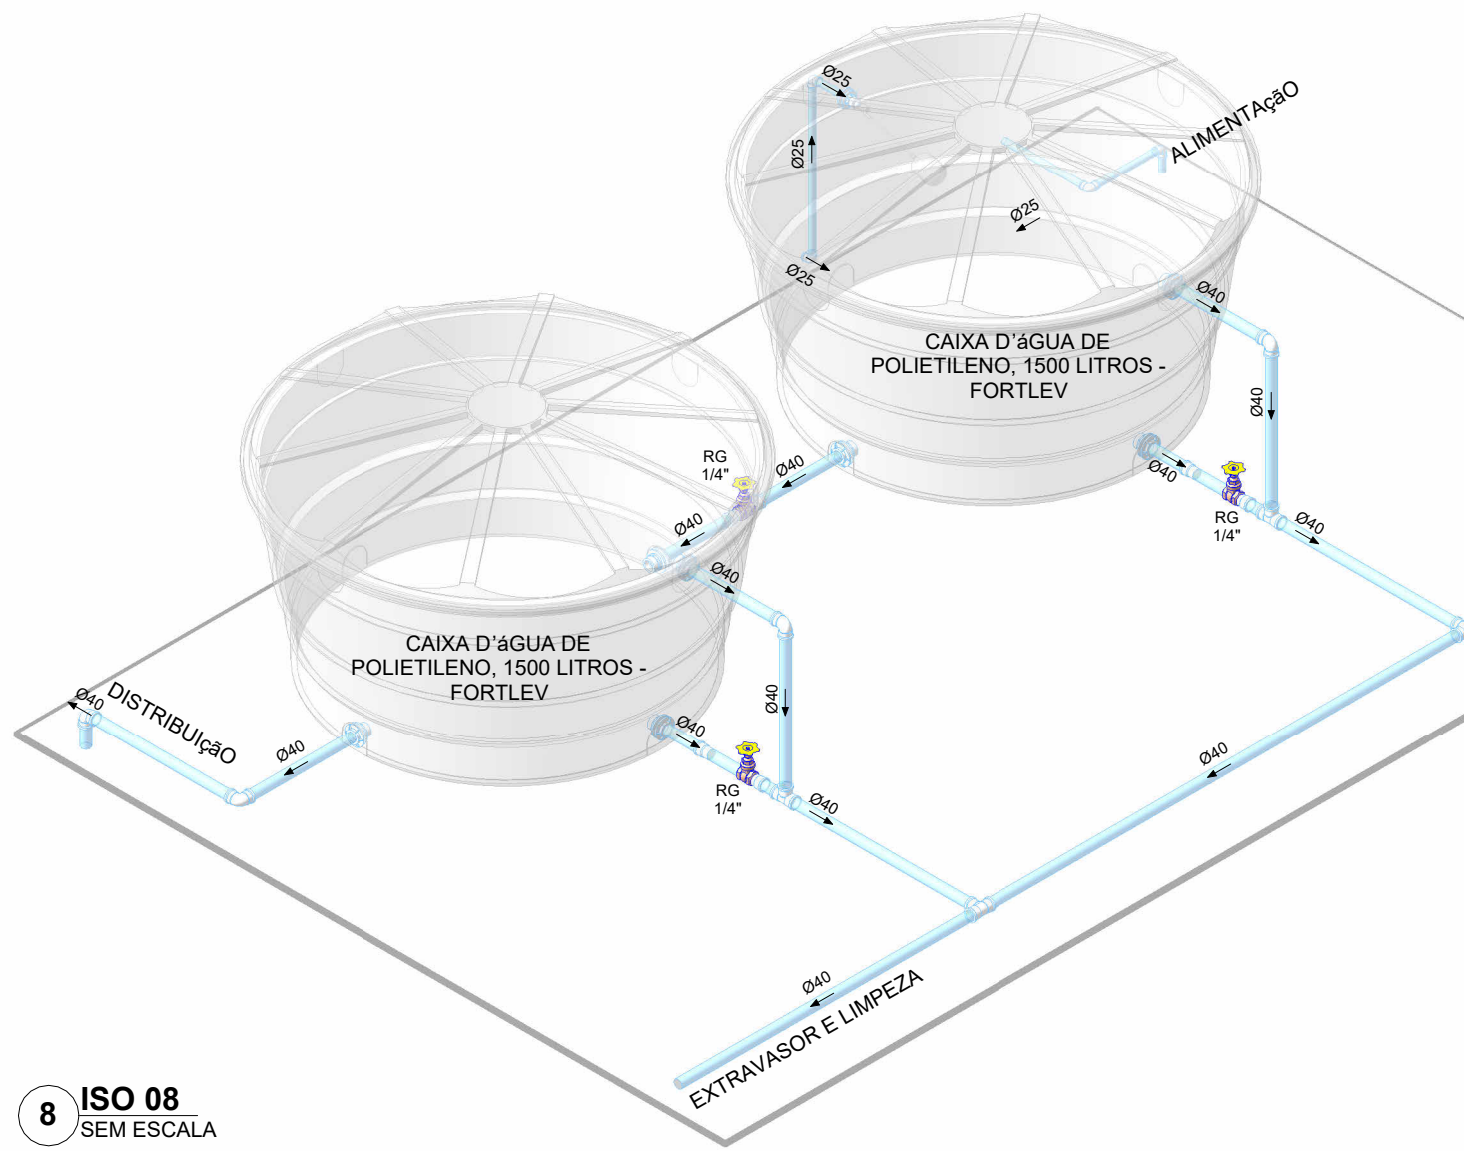 Ø25
Ø25
ALIMENTAçãO
Ø25
Ø25
Ø40
CAIXA D'áGUA DE
POLIETILENO, 1500 LITROS -
FORTLEV
Ø40
RG
1/4"
Ø40
Ø40
Ø40
RG
1/4"
Ø40
Ø40
CAIXA D'áGUA DE
POLIETILENO, 1500 LITROS -
FORTLEV
Ø40
DISTRIBUIçãO
Ø40
Ø40
Ø40
Ø40
RG
1/4"
Ø40
Ø40
EXTRAVASOR E LIMPEZA
8
ISO 08
SEM ESCALA